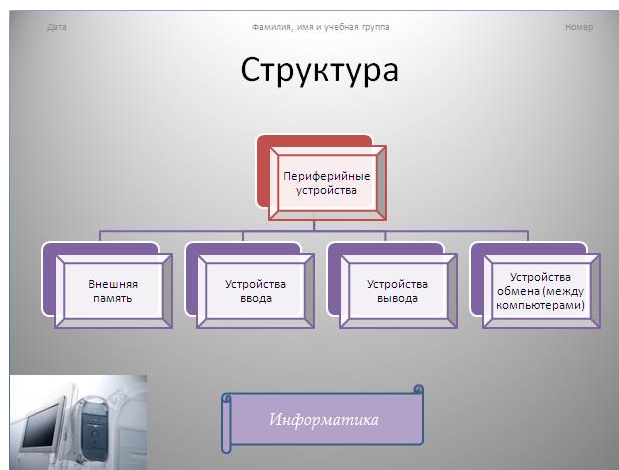 Дата Фамилия, имя и учебная группа Номер
Структура
Периферийные
устройства
Внешняя
память
Устройства
ввода
Устройства
вывода
Устройства
обмена (между
компьютерами)
Информатика